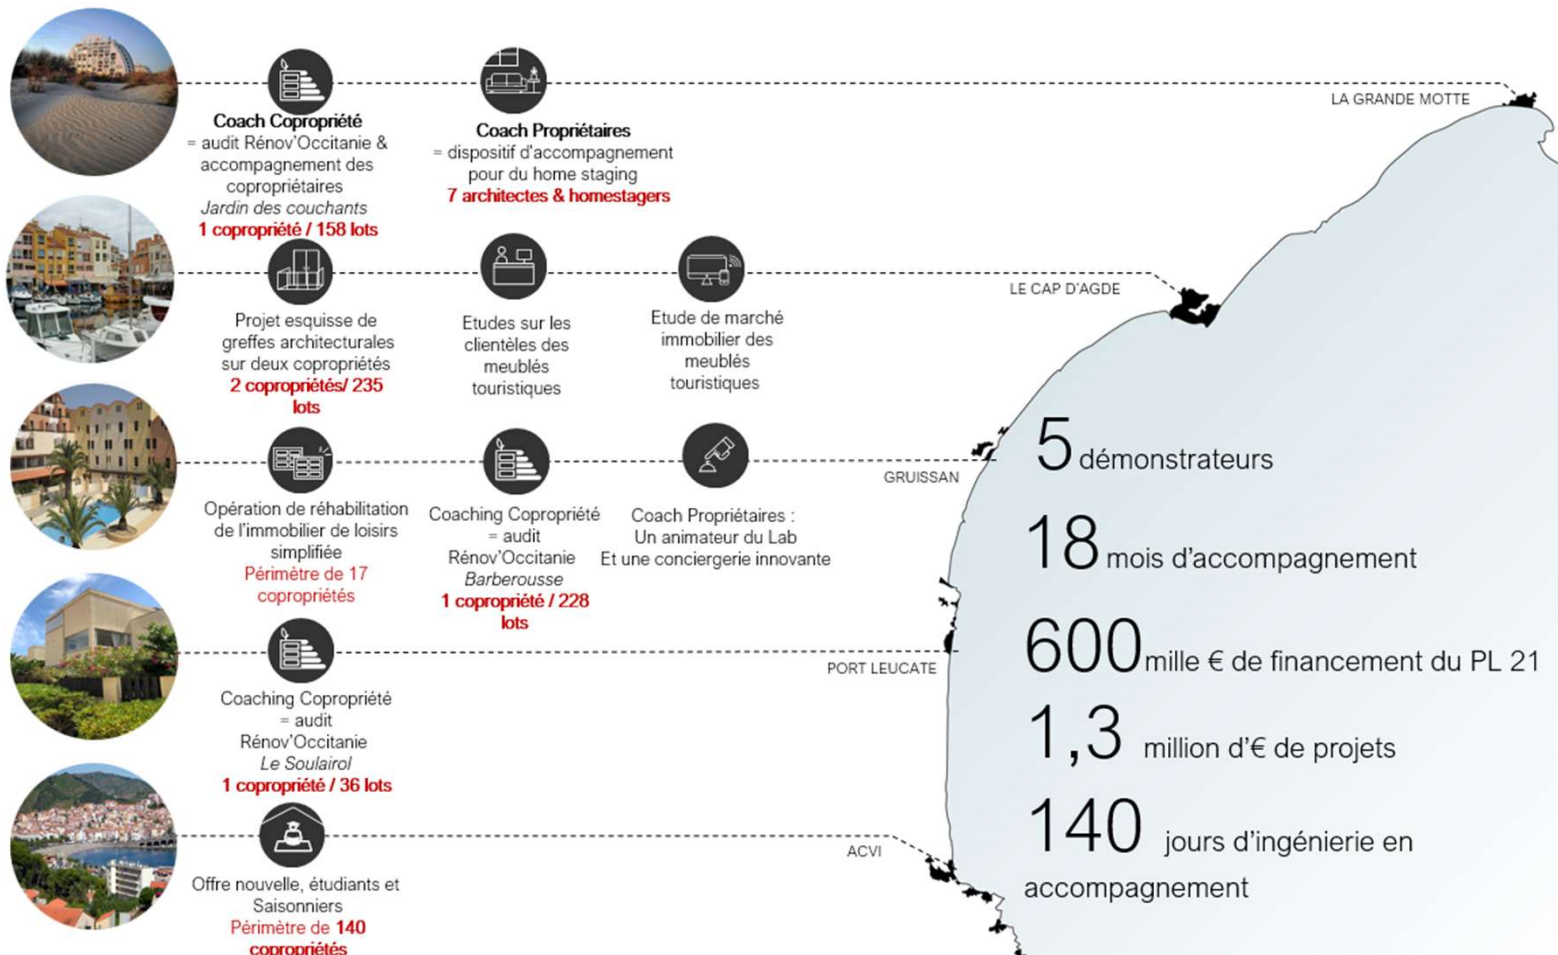 LA GRANDE MOTTE
Coach Copropriété
= audit Rénov'Occitanie &
accompagnement des
copropriétaires
Jardin des couchants
1 copropriété / 158 lots
Coach Propriétaires
= dispositif d'accompagnement
pour du home staging
7 architectes & homestagers
LE CAP D'AGDE
Projet esquisse de
greffes architecturales
sur deux copropriétés
2 copropriétés/ 235
lots
Etudes sur les
clientèles des
meublés
touristiques
Etude de marché
immobilier des
meublés
touristiques
GRUISSAN
Opération de réhabilitation
de l'immobilier de loisirs
simplifiée
Périmètre de 17
copropriétés
Coaching Copropriété
= audit
Rénov'Occitanie
Barberousse
1 copropriété / 228
lots
Coach Propriétaires :
Un animateur du Lab
Et une conciergerie innovante
PORT LEUCATE
Coaching Copropriété
= audit
Rénov'Occitanie
Le Soulairol
1 copropriété / 36 lots
ACVI
Offre nouvelle, étudiants et
Saisonniers
Périmètre de 140
copropriétés
5 démonstrateurs
18 mois d'accompagnement
600 mille € de financement du PL 21
1,3 million d'€ de projets
140 jours d'ingénierie en
accompagnement